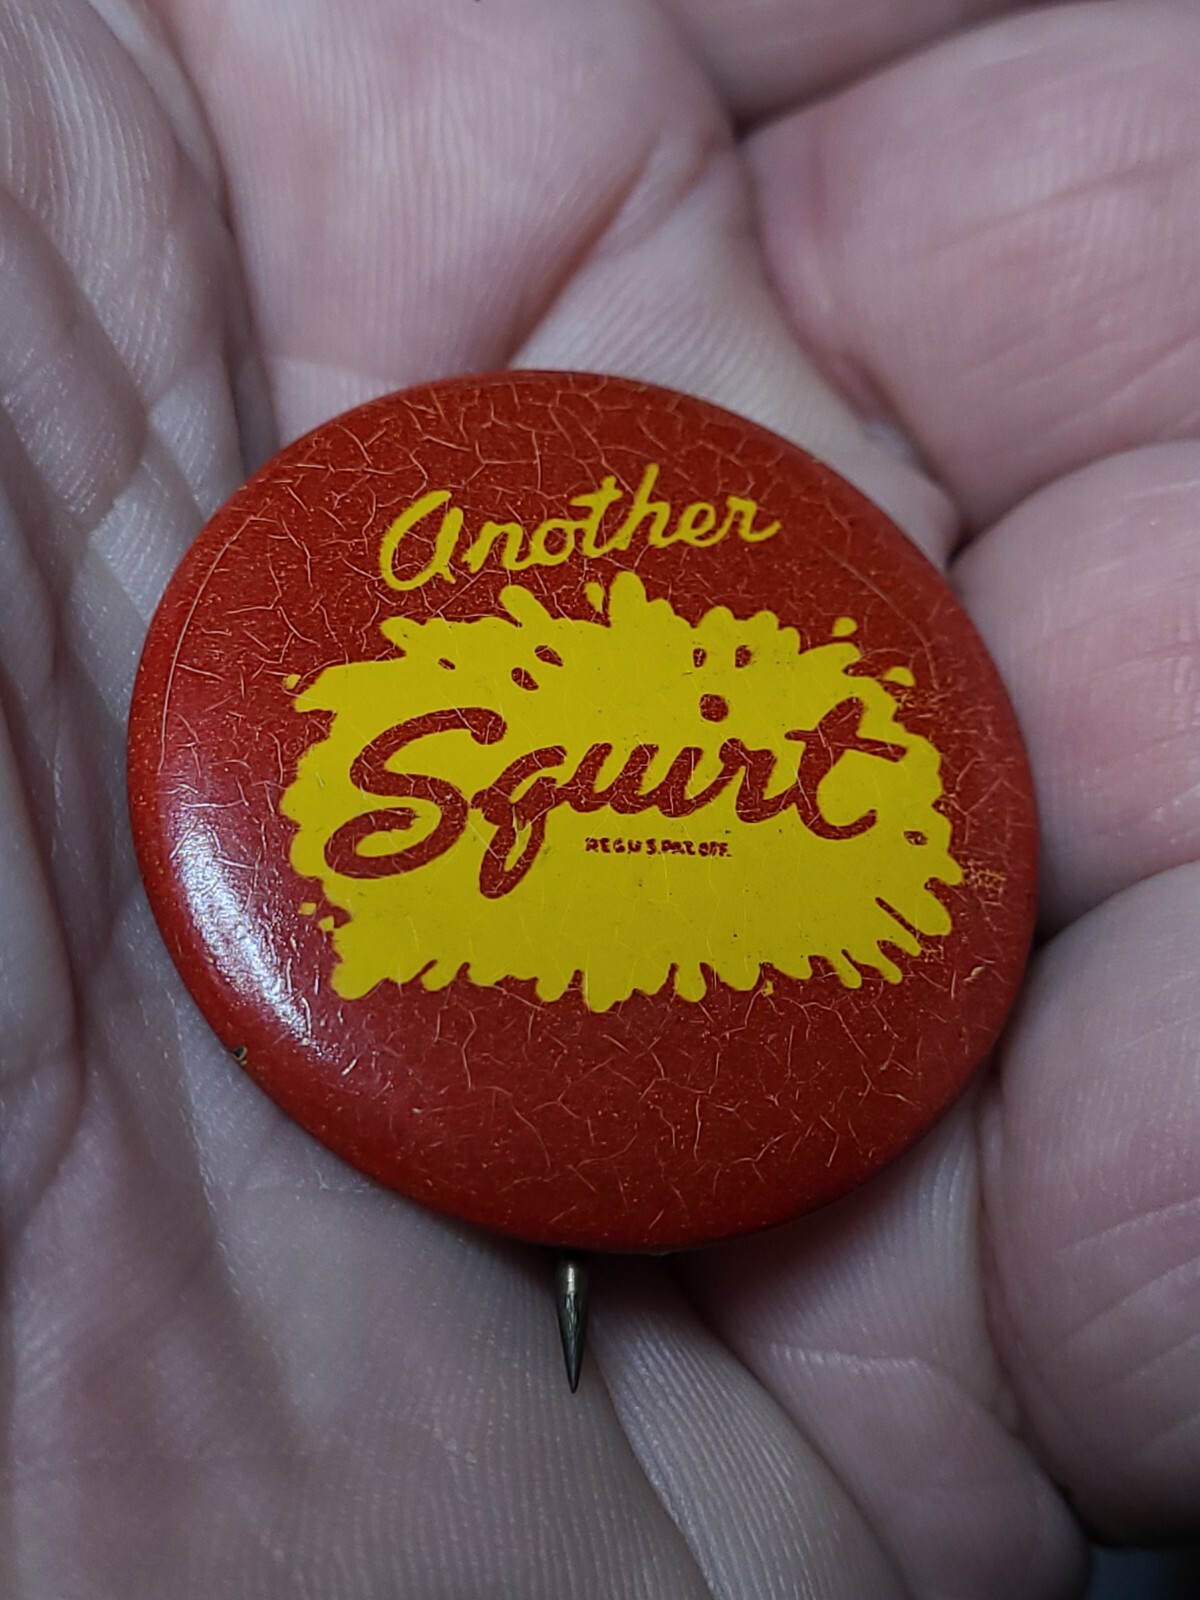 Another
Squirt
REG U S. PAT. OFF.